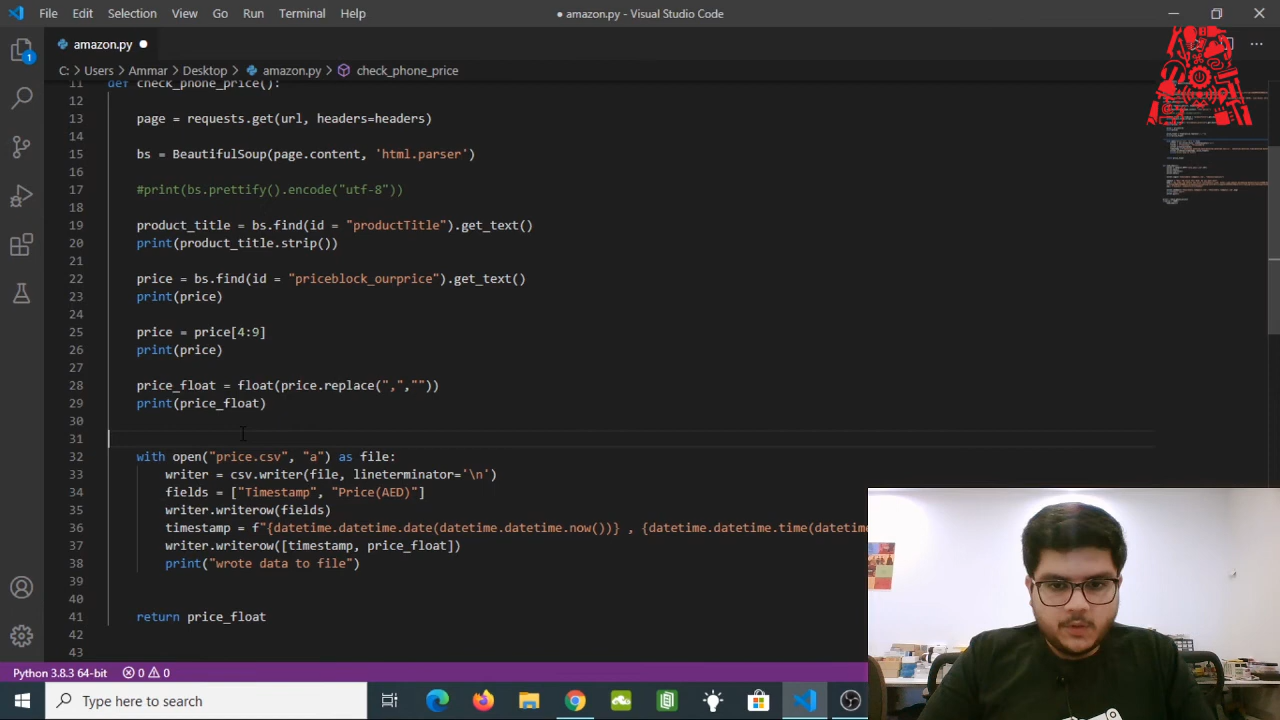 File Edit Selection View Go Run Terminal Help
● amazon.py - Visual Studio Code
amazon.py ●
C: > Users > Ammar > Desktop > amazon.py > check_phone_price
11 def check_phone_price():
12
13 page = requests.get(url, headers=headers)
14
15 bs = BeautifulSoup(page.content, 'html.parser')
16
17 #print(bs.prettify().encode("utf-8"))
18
19 product_title = bs.find(id = "productTitle").get_text()
20 print(product_title.strip())
21
22 price = bs.find(id = "priceblock_ourprice").get_text()
23 print(price)
24
25 price = price[4:9]
26 print(price)
27
28 price_float = float(price.replace(",",""))
29 print(price_float)
30
31
32 with open("price.csv", "a") as file:
33 writer = csv.writer(file, lineterminator='\n')
34 fields = ["Timestamp", "Price(AED)"]
35 writer.writerow(fields)
36 timestamp = f"{datetime.datetime.date(datetime.datetime.now())} , {datetime.datetime.time(datetime
37 writer.writerow([timestamp, price_float])
38 print("wrote data to file")
39
40
41 return price_float
42
43
1
Python 3.8.3 64-bit 0 0
Type here to search